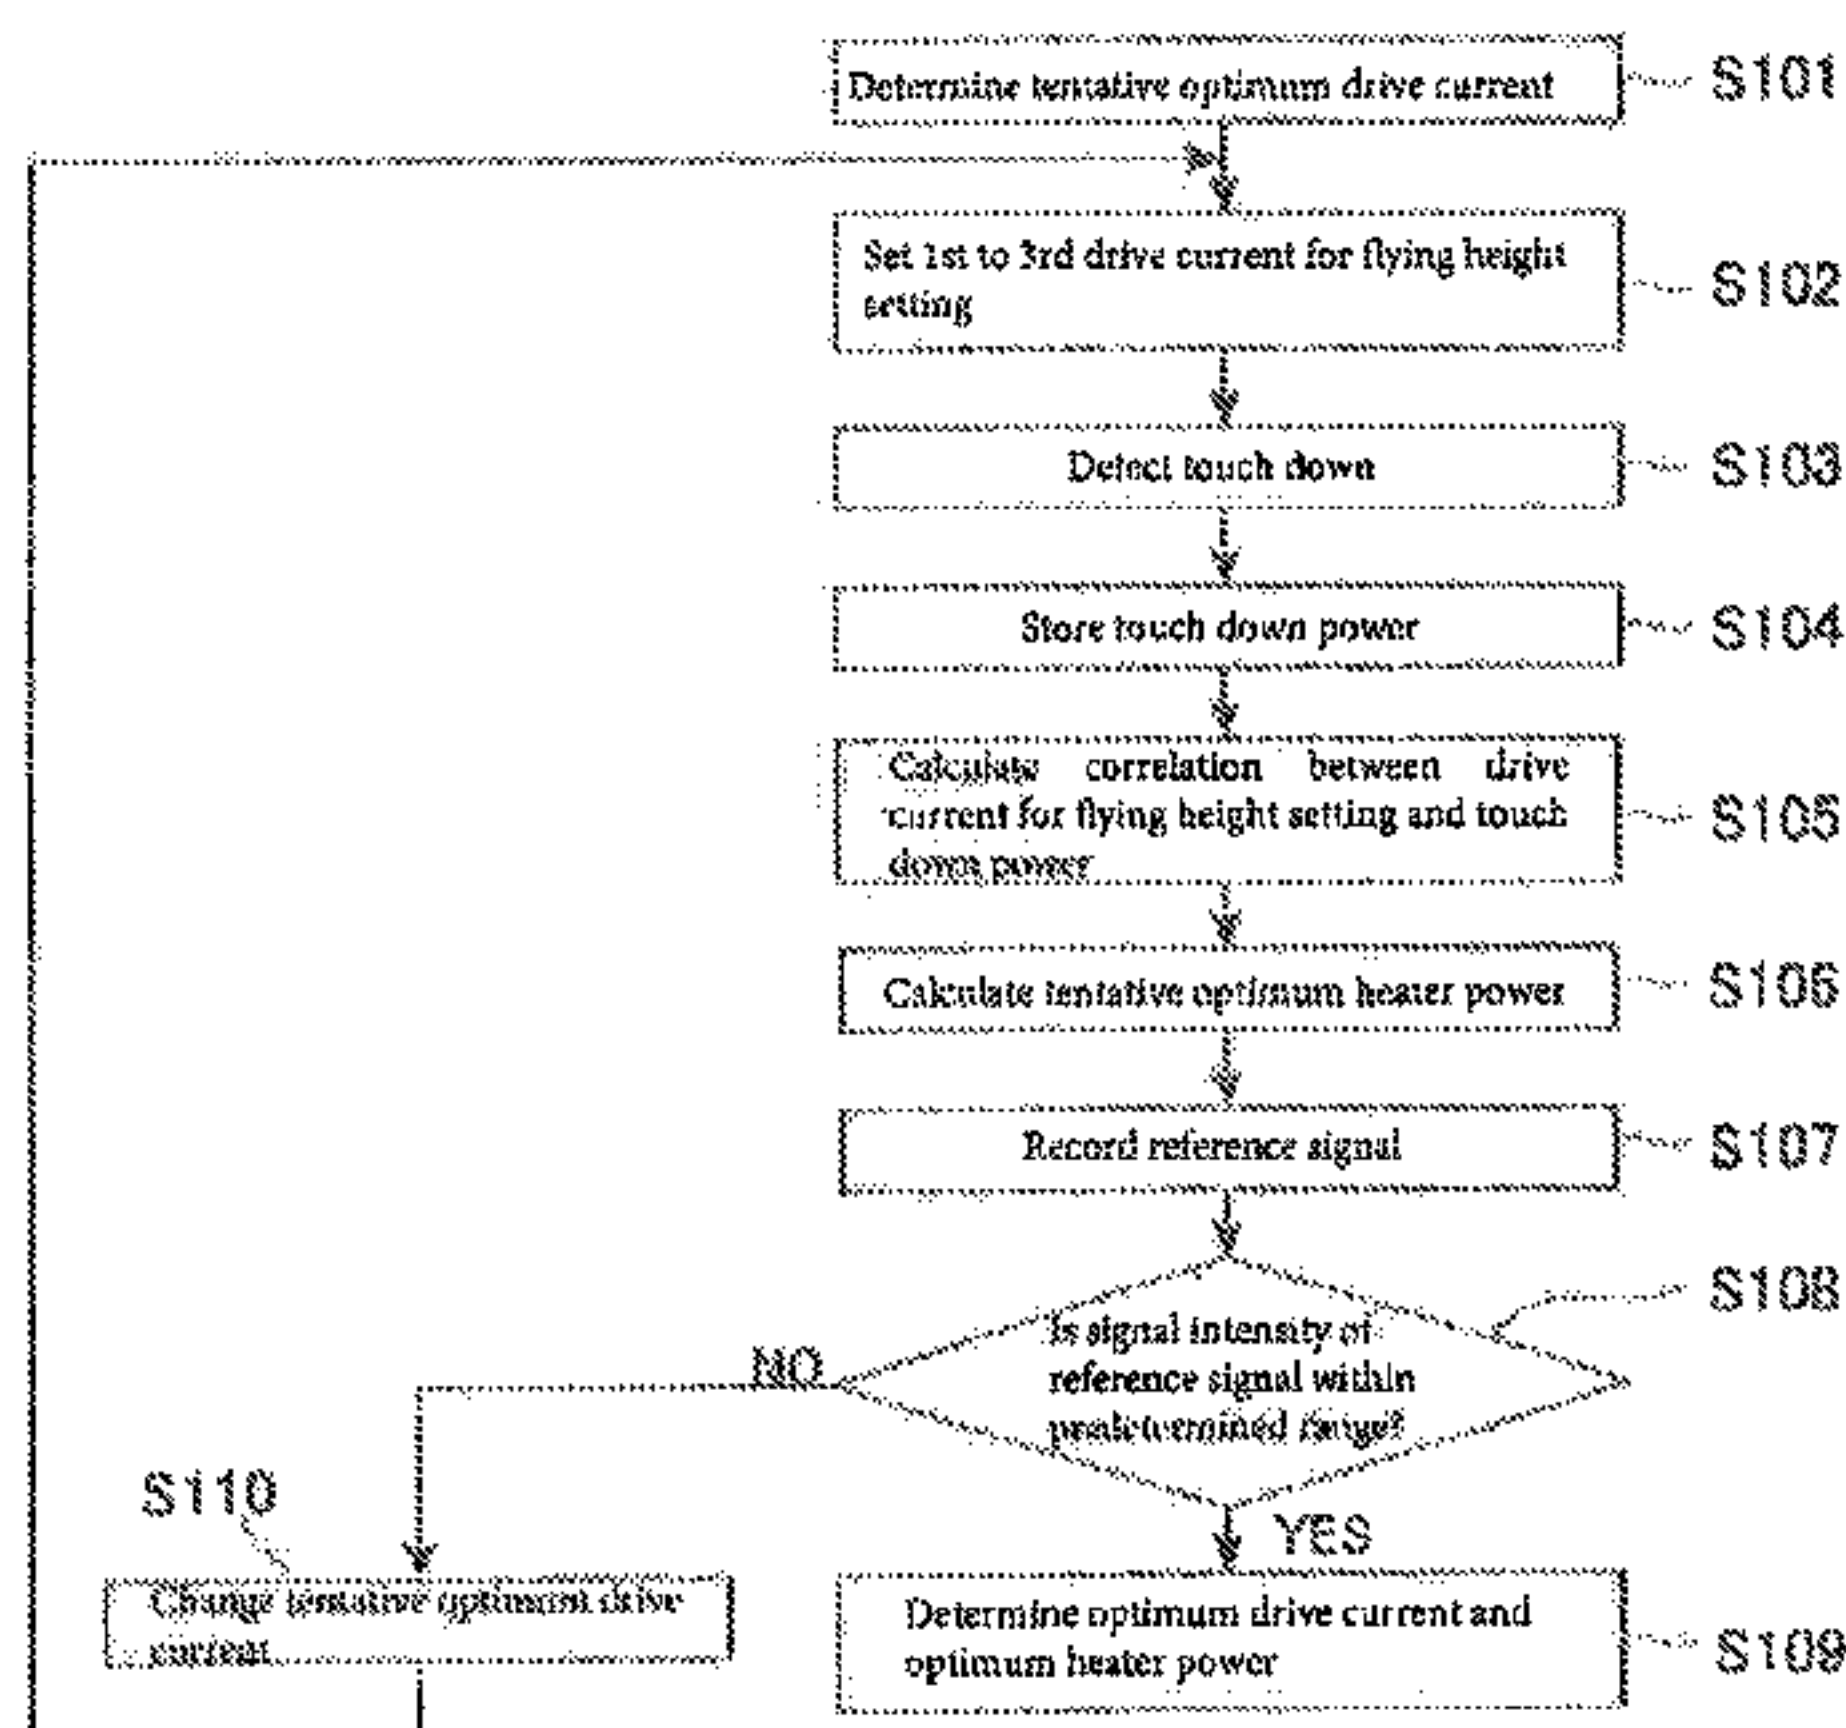 Determine tentative optimum drive current
S101
Set 1st to 3rd drive current for flying height
setting
S102
Detect touch down
S103
Store touch down power
S104
Calculate correlation between drive
current for flying height setting and touch
down power
S105
Calculate tentative optimum heater power
S106
Record reference signal
S107
S108
Is signal intensity of
reference signal within
predetermined range?
NO
YES
S110
Change tentative optimum drive
current
Determine optimum drive current and
optimum heater power
S109